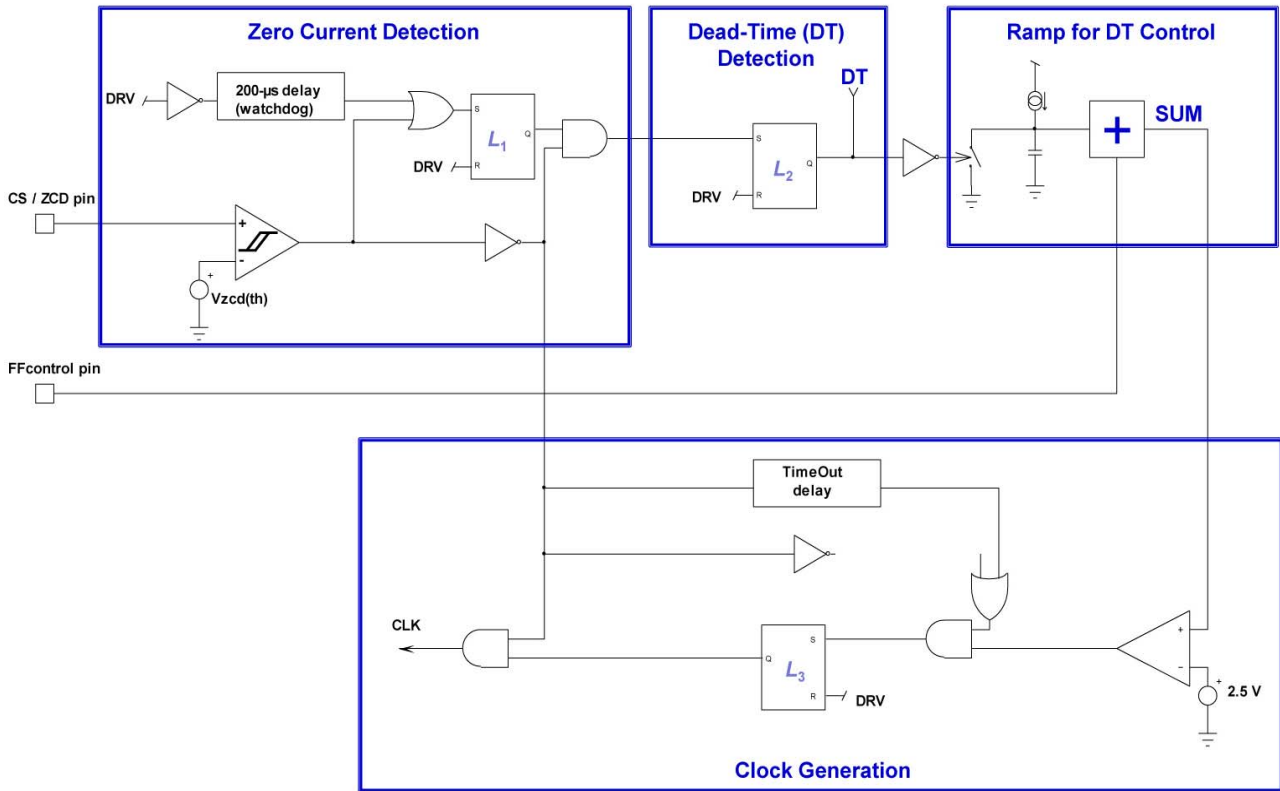 Zero Current Detection
DRV
200-µs delay
(watchdog)
S
L1
Q
R
DRV
CS / ZCD pin
+
-
+
Vzcd(th)
Dead-Time (DT)
Detection
DT
S
L2
Q
R
DRV
Ramp for DT Control
+
SUM
FFcontrol pin
TimeOut
delay
CLK
S
Q
L3
R
DRV
+
−
+
2.5 V
Clock Generation